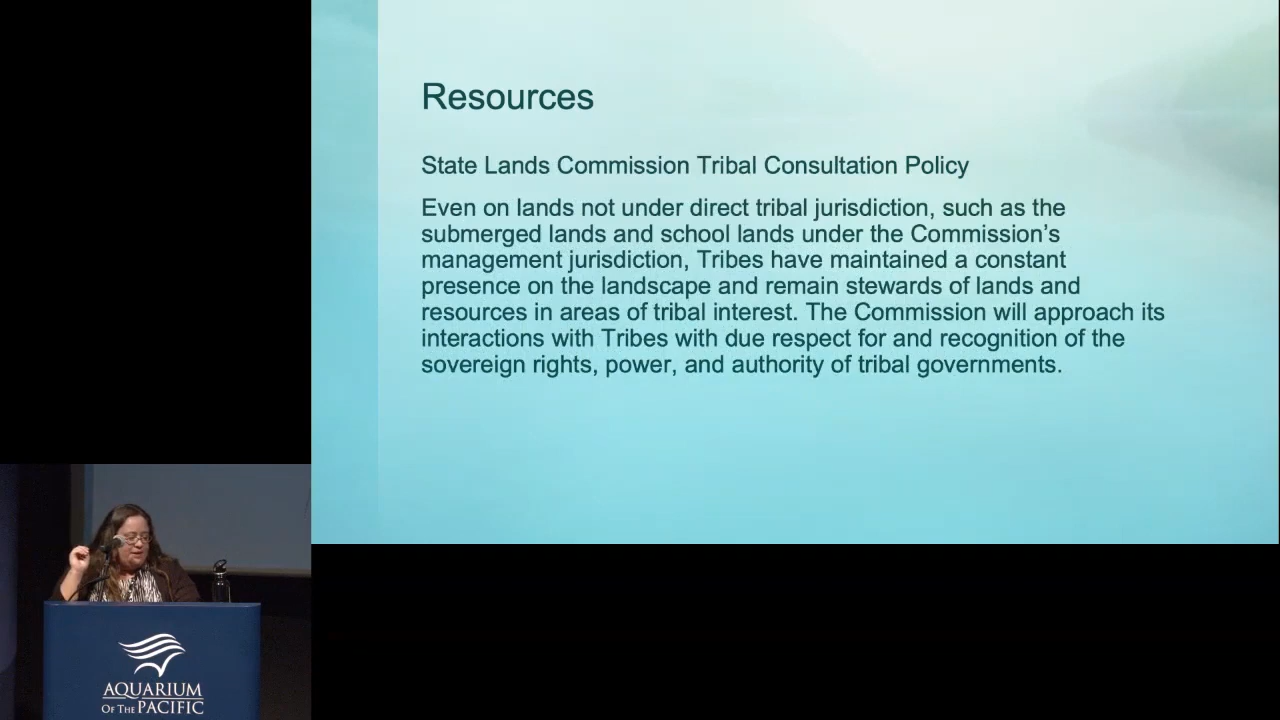 Resources
State Lands Commission Tribal Consultation Policy
Even on lands not under direct tribal jurisdiction, such as the
submerged lands and school lands under the Commission’s
management jurisdiction, Tribes have maintained a constant
presence on the landscape and remain stewards of lands and
resources in areas of tribal interest. The Commission will approach its
interactions with Tribes with due respect for and recognition of the
sovereign rights, power, and authority of tribal governments.
AQUARIUM
OF THE PACIFIC